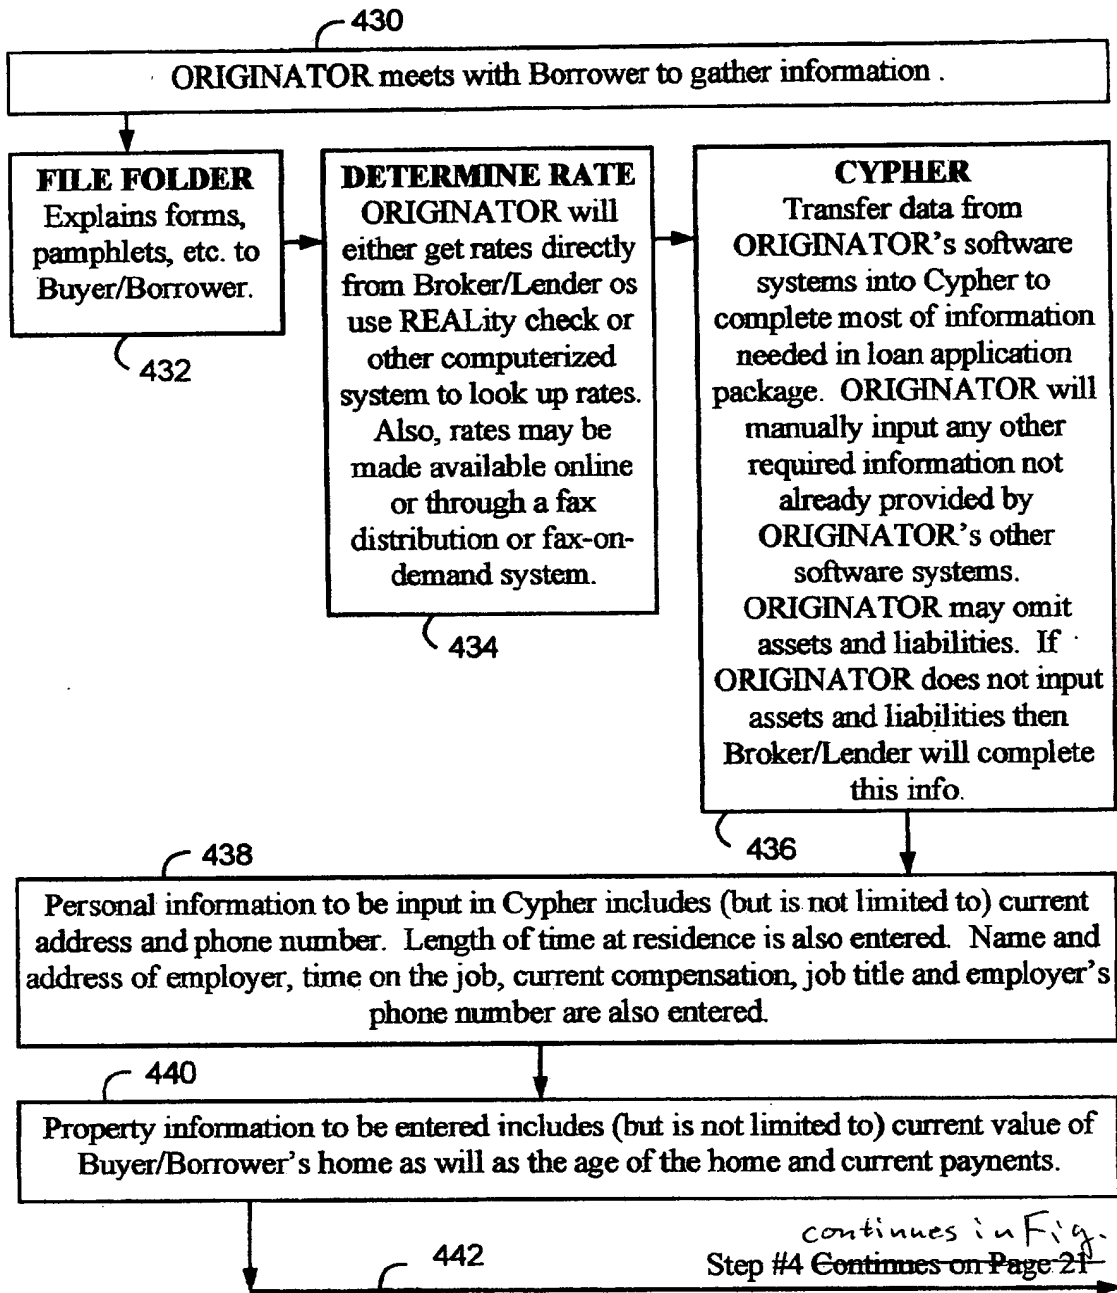 430
ORIGINATOR meets with Borrower to gather information .
FILE FOLDER
Explains forms,
pamphlets, etc. to
Buyer/Borrower.
432
DETERMINE RATE
ORIGINATOR will
either get rates directly
from Broker/Lender os
use REALity check or
other computerized
system to look up rates.
Also, rates may be
made available online
or through a fax
distribution or fax-on-
demand system.
434
CYPHER
Transfer data from
ORIGINATOR's software
systems into Cypher to
complete most of information
needed in loan application
package. ORIGINATOR will
manually input any other
required information not
already provided by
ORIGINATOR's other
software systems.
ORIGINATOR may omit
assets and liabilities. If
ORIGINATOR does not input
assets and liabilities then
Broker/Lender will complete
this info.
436
438
Personal information to be input in Cypher includes (but is not limited to) current
address and phone number. Length of time at residence is also entered. Name and
address of employer, time on the job, current compensation, job title and employer's
phone number are also entered.
440
Property information to be entered includes (but is not limited to) current value of
Buyer/Borrower's home as will as the age of the home and current paynents.
continues in Fig.
442
Step #4 Continues on Page 21